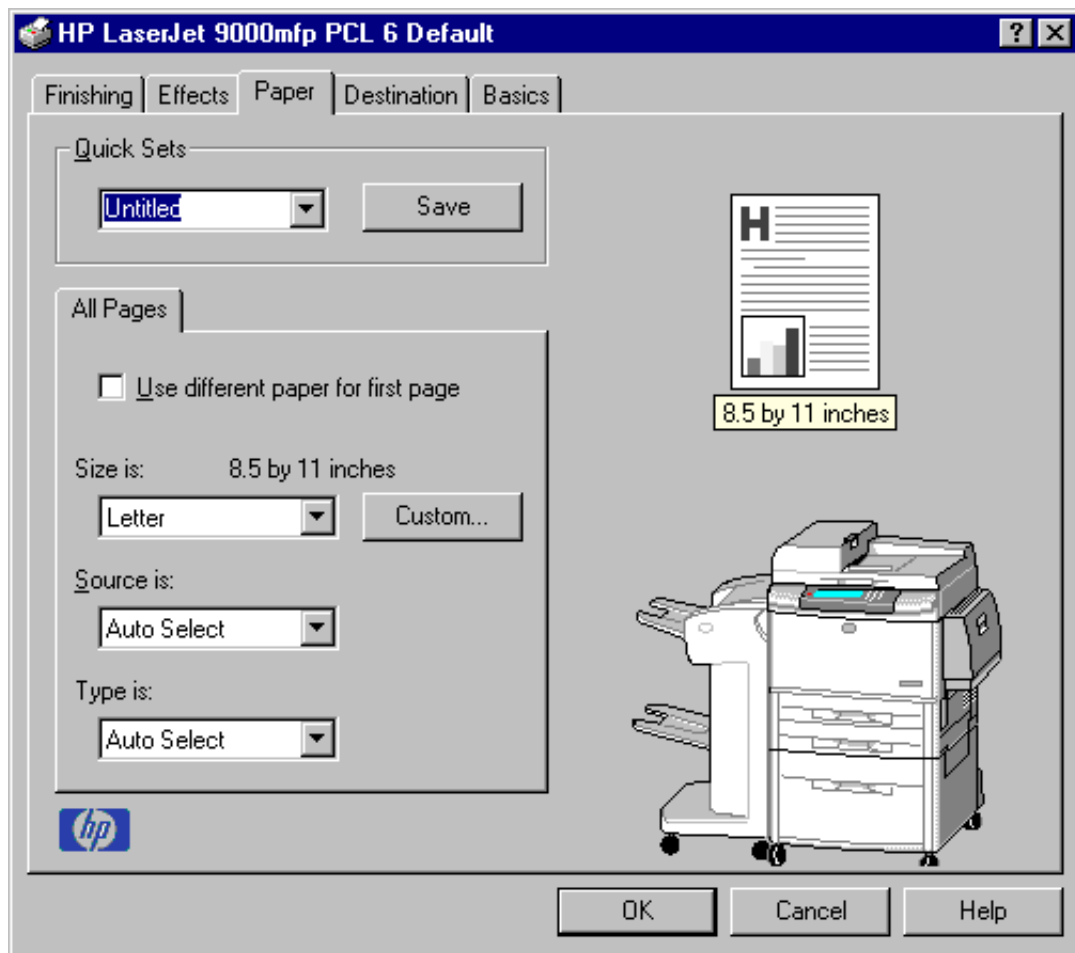 HP LaserJet 9000mfp PCL 6 Default
Finishing Effects Paper Destination Basics
Quick Sets
Untitled Save
H
8.5 by 11 inches
All Pages
Use different paper for first page
Size is: 8.5 by 11 inches
Letter Custom...
Source is:
Auto Select
Type is:
Auto Select
hp
OK Cancel Help